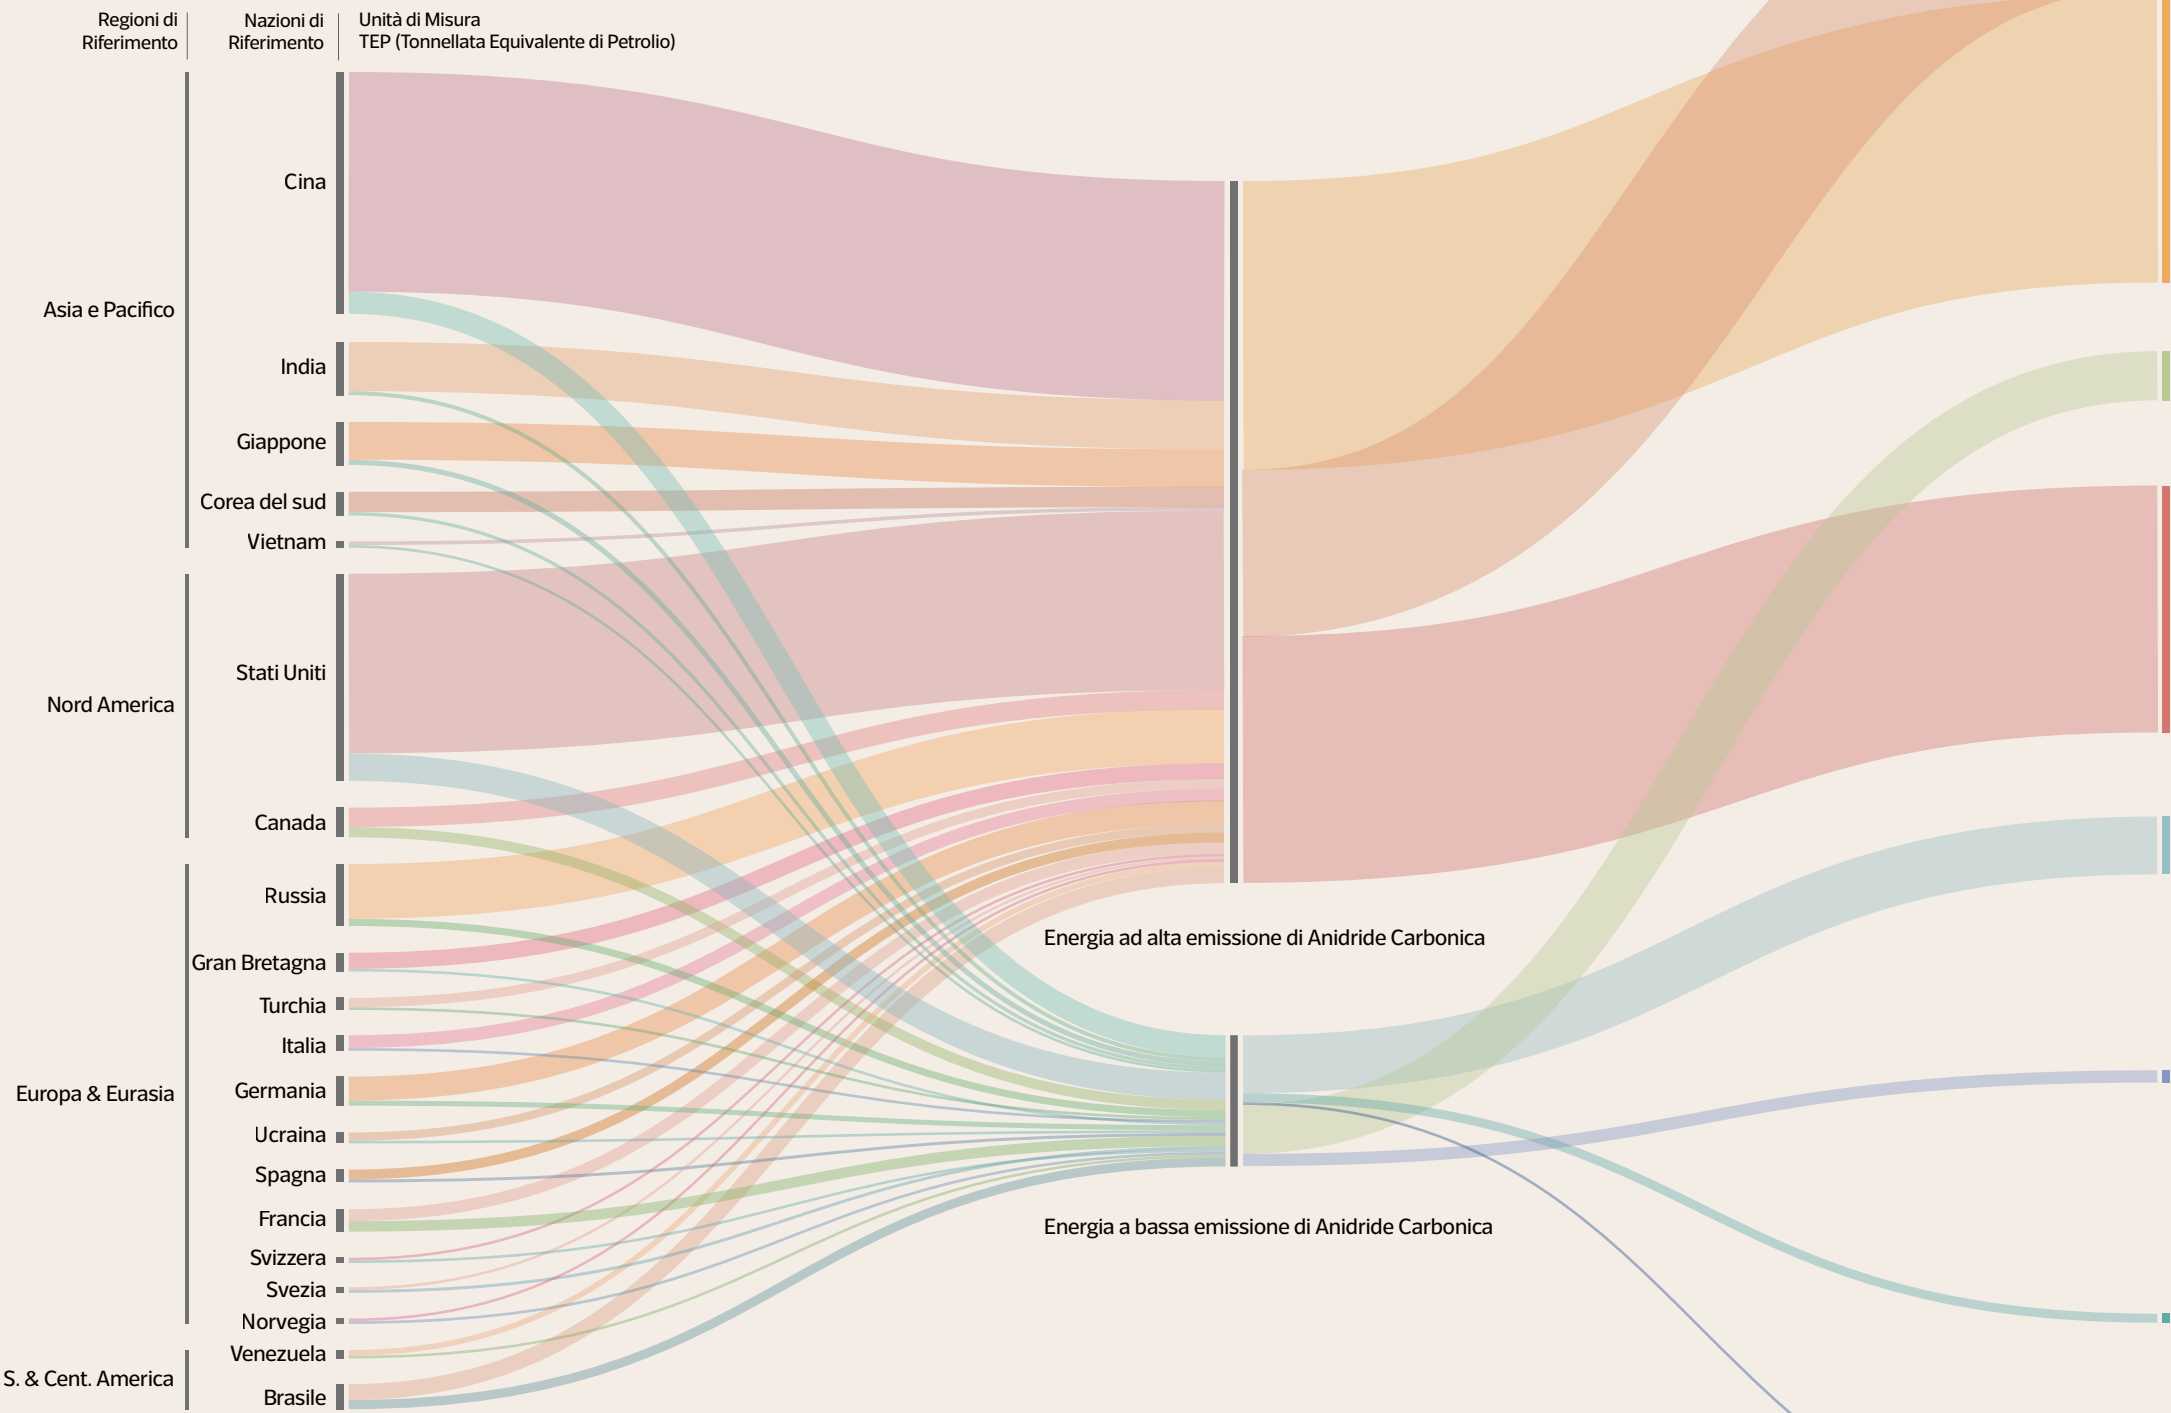 Regioni di
Riferimento
Nazioni di
Riferimento
Unità di Misura
TEP (Tonnellata Equivalente di Petrolio)
Asia e Pacifico
Cina
India
Giappone
Corea del sud
Vietnam
Nord America
Stati Uniti
Canada
Europa & Eurasia
Russia
Gran Bretagna
Turchia
Italia
Germania
Ucraina
Spagna
Francia
Svizzera
Svezia
Norvegia
S. & Cent. America
Venezuela
Brasile
Energia ad alta emissione di Anidride Carbonica
Energia a bassa emissione di Anidride Carbonica